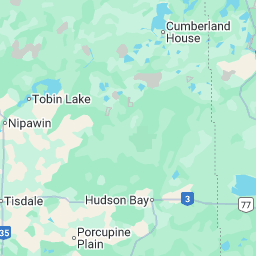 Cumberland
House
Tobin Lake
Nipawin
Tisdale
Hudson Bay
3
77
35
Porcupine
Plain